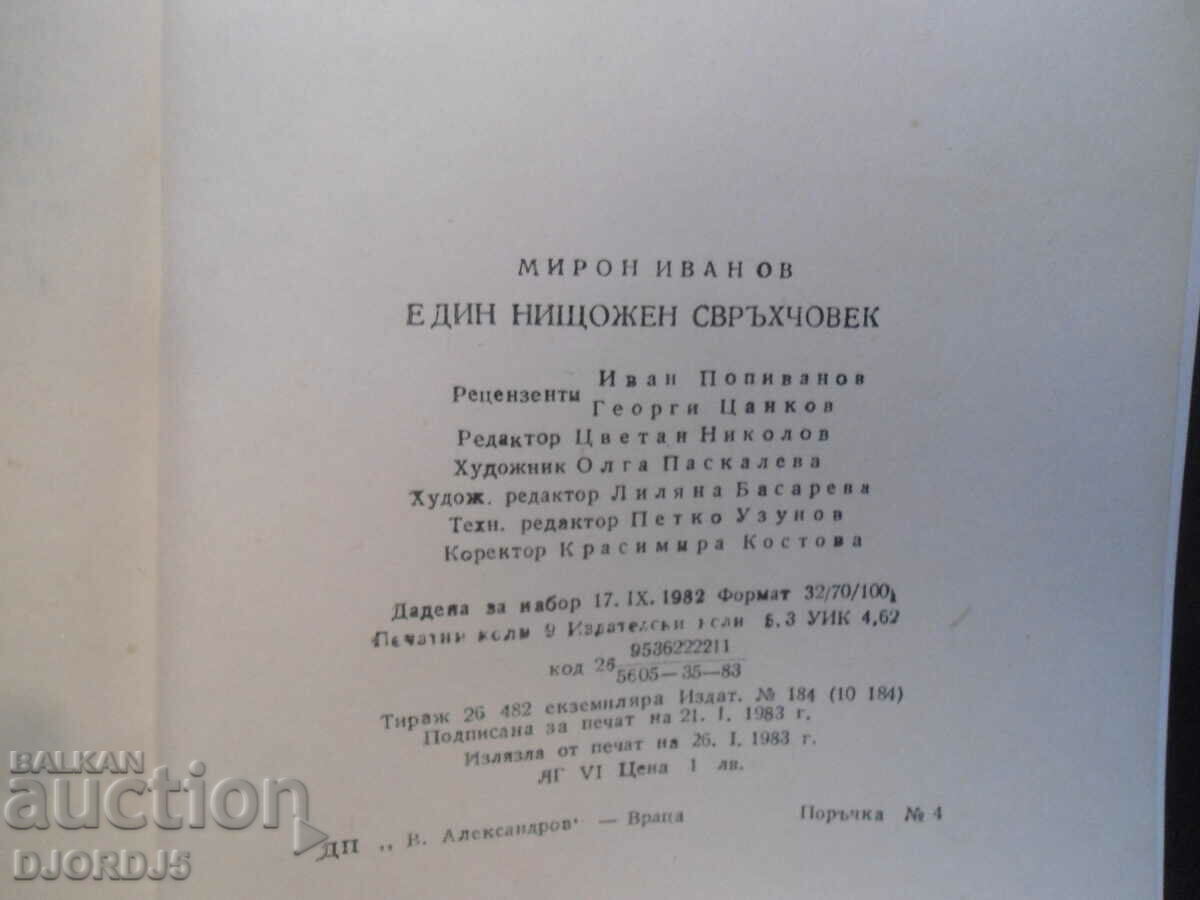 МИРОН ИВАНОВ
ЕДИН НИЩОЖЕН СВРЪХЧОВЕК
Рецензенты Иван Попиванов
Георги Цанков
Редактор Цветан Николов
Художник Олга Паскалева
Худож. редактор Лиляна Басарева
Техн. редактор Петко Узунов
Коректор Красимира Костова
Дадена за набор 17. IX. 1982 Формат 32/70/100
Печатни коли 9 Издателски коли 5.3 УИК 4,62
код 26 9536222211
5605—35—83
Тираж 26 482 екземпляра Издат. № 184 (10 184)
Подписана за печат на 21. I. 1983 г.
Излязла от печат на 26. I. 1983 г.
ЛГ VI Цена 1 лв.
ДП „В. Александров“ — Враца Поръчка № 4
BALKAN
auction
DJORDJ5